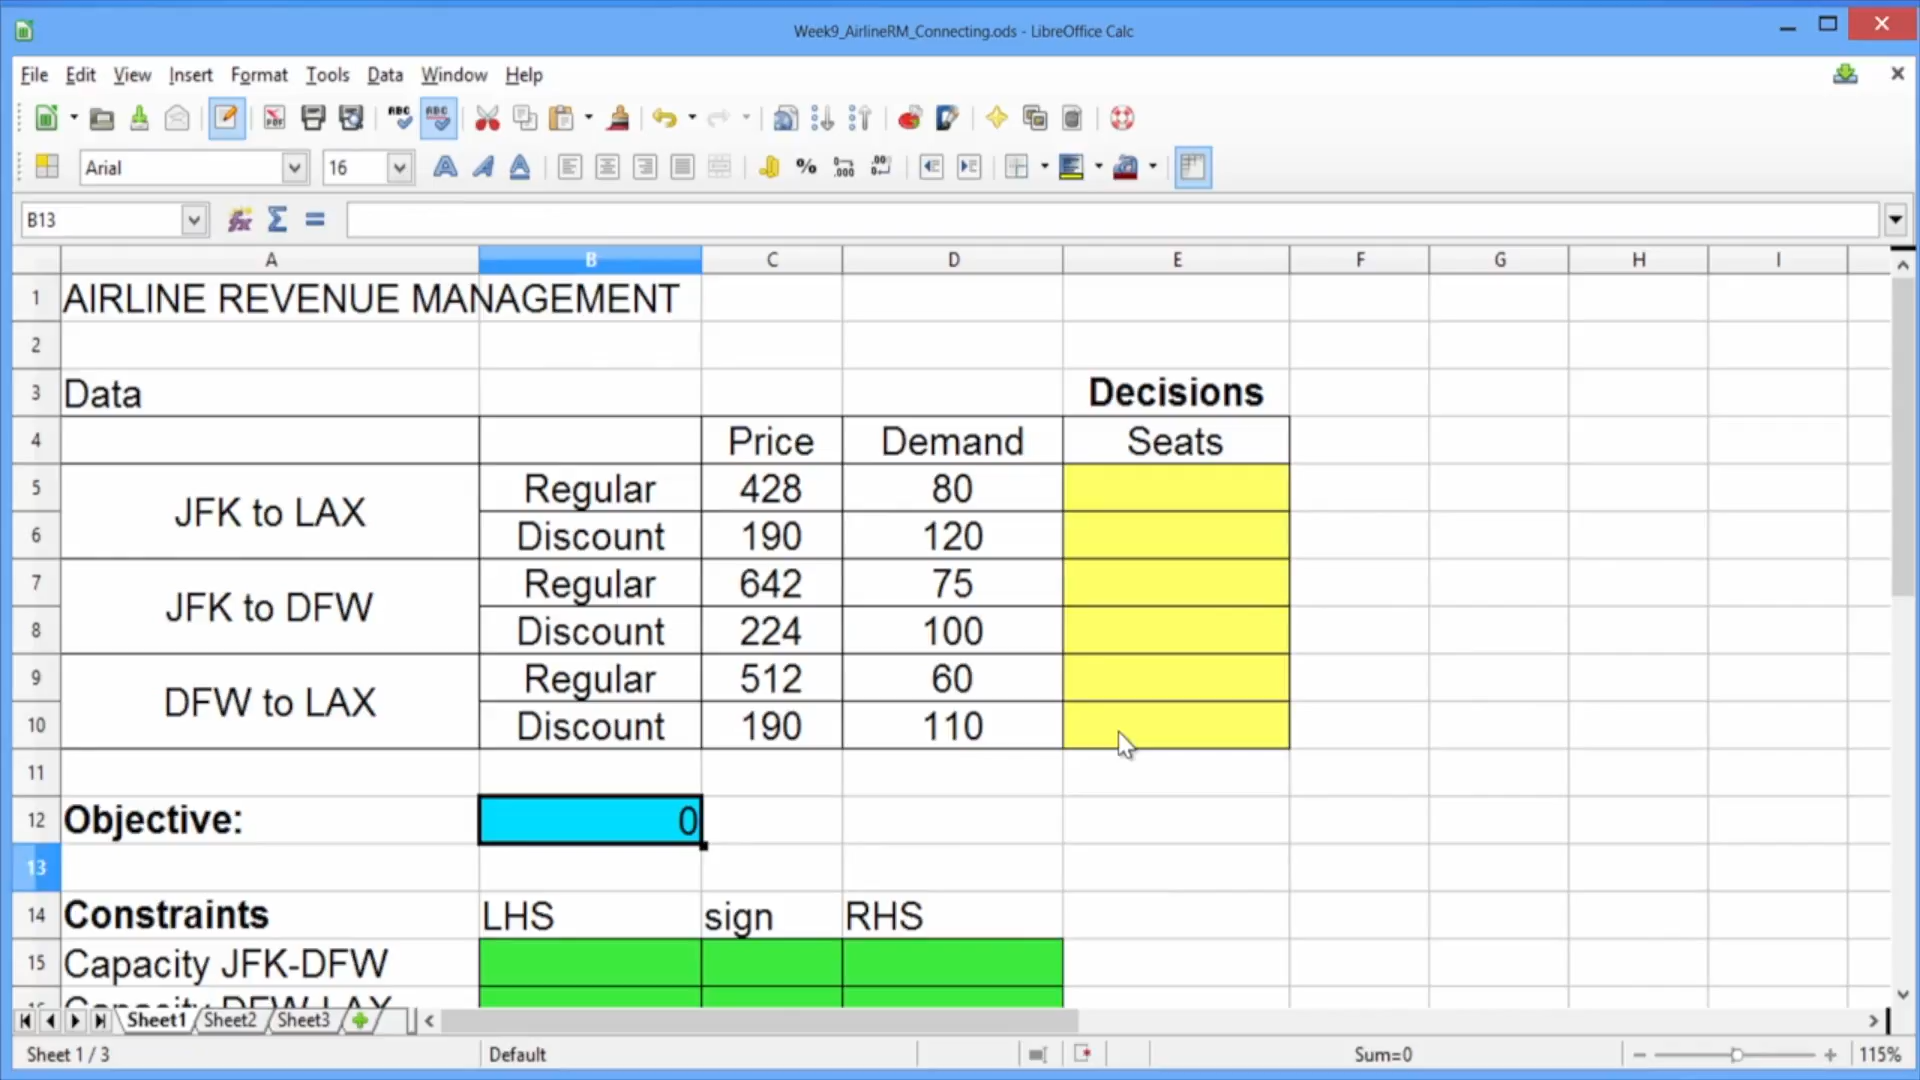 Week9_AirlineRM_Connecting.ods - LibreOffice Calc
File Edit View Insert Format Tools Data Window Help
Arial 16
B13
A B C D E F G H I
1 AIRLINE REVENUE MANAGEMENT
2
3 Data Decisions
4 Price Demand Seats
5 Regular 428 80
JFK to LAX
6 Discount 190 120
7 Regular 642 75
JFK to DFW
8 Discount 224 100
9 Regular 512 60
DFW to LAX
10 Discount 190 110
11
12 Objective: 0
13
14 Constraints LHS sign RHS
15 Capacity JFK-DFW
16 Capacity DFW-LAX
Sheet1 Sheet2 Sheet3
Sheet 1 / 3 Default Sum=0 115%